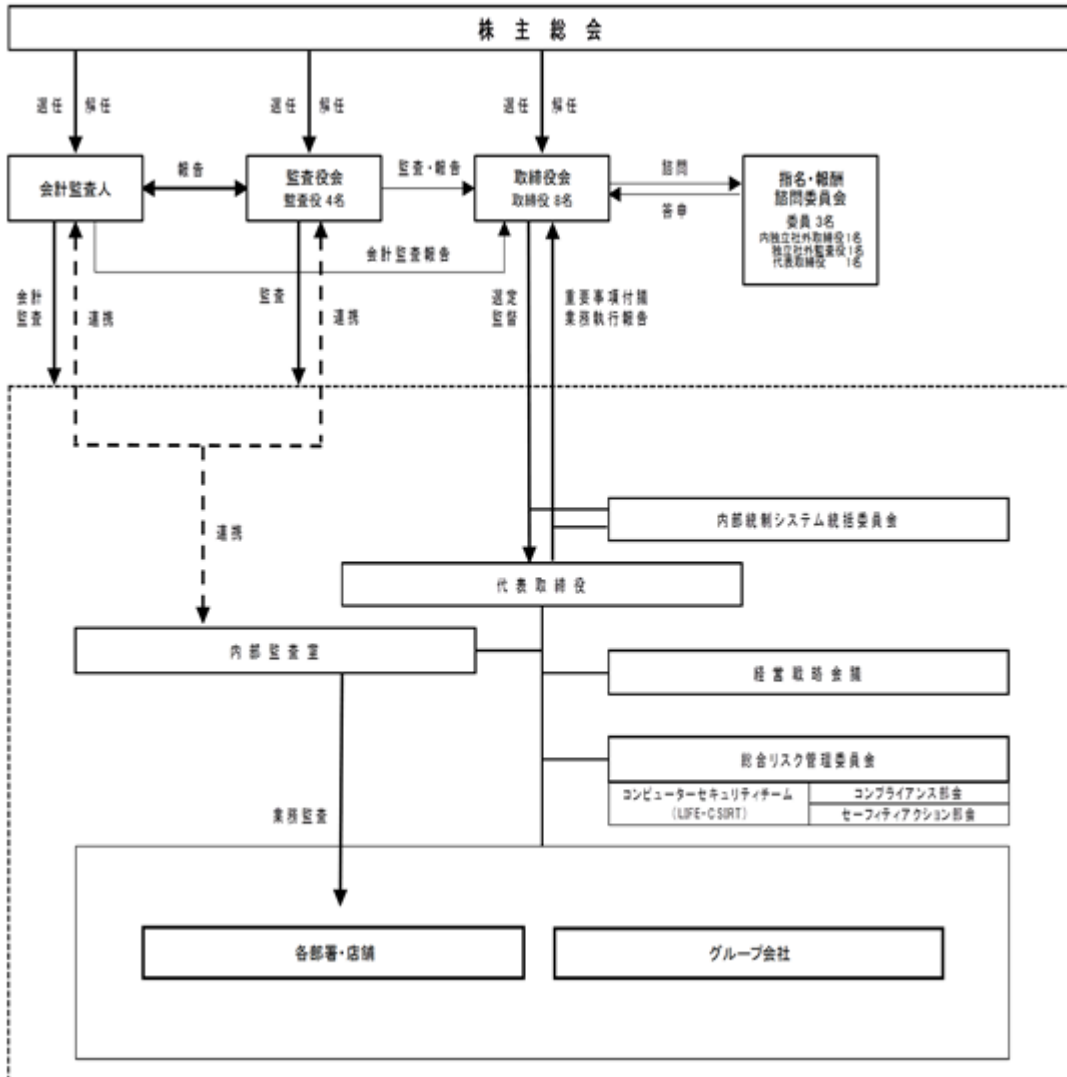 株主総会
選任 解任
選任 解任
選任 解任
会計監査人
報告
監査役会
監査役 4名
監査・報告
取締役会
取締役 8名
諮問
答申
指名・報酬
諮問委員会
委員 3名
内独立社外取締役1名
独立社外監査役1名
代表取締役 1名
会計監査報告
会計
監査
連携
監査
連携
選定
監督
重要事項付議
業務執行報告
内部統制システム統括委員会
連携
代表取締役
内部監査室
経営戦略会議
総合リスク管理委員会
コンピューターセキュリティチーム
(LIFE-CSIRT)
コンプライアンス部会
セーフティアクション部会
業務監査
各部署・店舗
グループ会社